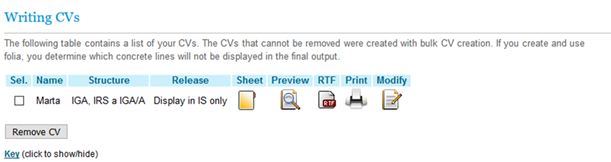 Writing CVs
The following table contains a list of your CVs. The CVs that cannot be removed were created with bulk CV creation. If you create and use
folia, you determine which concrete lines will not be displayed in the final output.
Sel. Name Structure Release Sheet Preview RTF Print Modify
Marta IGA, IRS a IGA/A Display in IS only RTF
Remove CV
Key (click to show/hide)